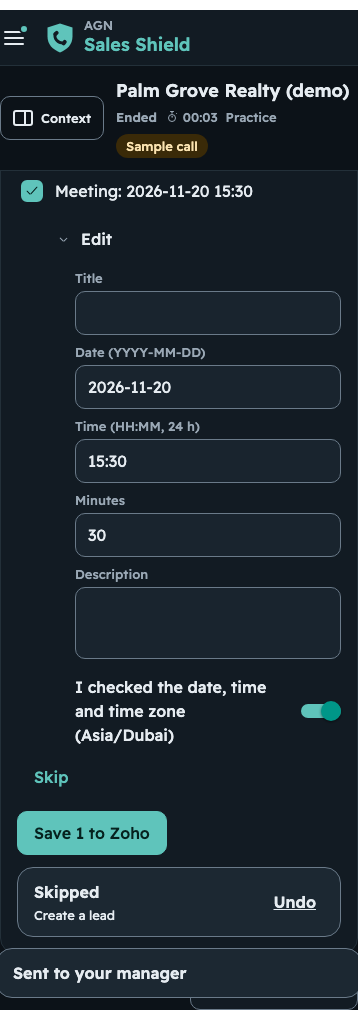 AGN
Sales Shield
Context
Palm Grove Realty (demo)
Ended 00:03 Practice
Sample call
Meeting: 2026-11-20 15:30
Edit
Title
Date (YYYY-MM-DD)
2026-11-20
Time (HH:MM, 24 h)
15:30
Minutes
30
Description
I checked the date, time
and time zone
(Asia/Dubai)
Skip
Save 1 to Zoho
Skipped
Create a lead
Undo
Sent to your manager